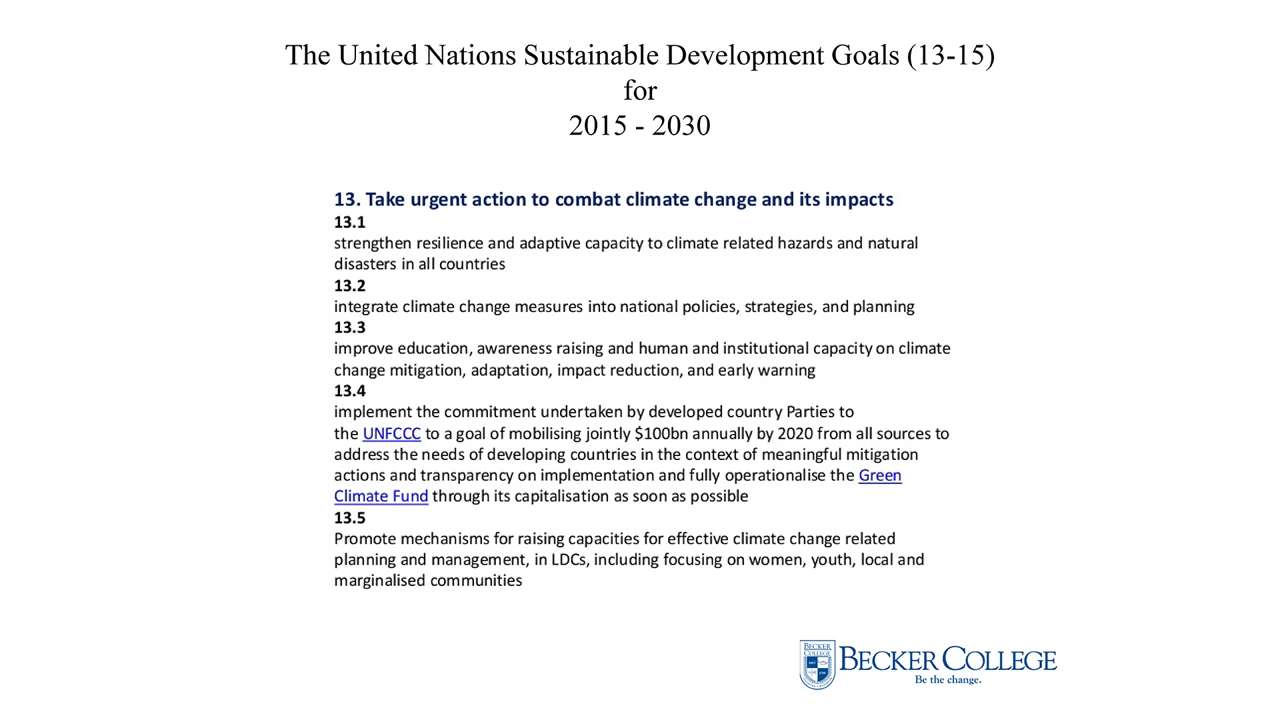 The United Nations Sustainable Development Goals (13-15)
for
2015 - 2030
13. Take urgent action to combat climate change and its impacts
13.1
strengthen resilience and adaptive capacity to climate related hazards and natural
disasters in all countries
13.2
integrate climate change measures into national policies, strategies, and planning
13.3
improve education, awareness raising and human and institutional capacity on climate
change mitigation, adaptation, impact reduction, and early warning
13.4
implement the commitment undertaken by developed country Parties to
the UNFCCC to a goal of mobilising jointly $100bn annually by 2020 from all sources to
address the needs of developing countries in the context of meaningful mitigation
actions and transparency on implementation and fully operationalise the Green
Climate Fund through its capitalisation as soon as possible
13.5
Promote mechanisms for raising capacities for effective climate change related
planning and management, in LDCs, including focusing on women, youth, local and
marginalised communities
BECKER
COLLEGE
BECKER COLLEGE
Be the change.